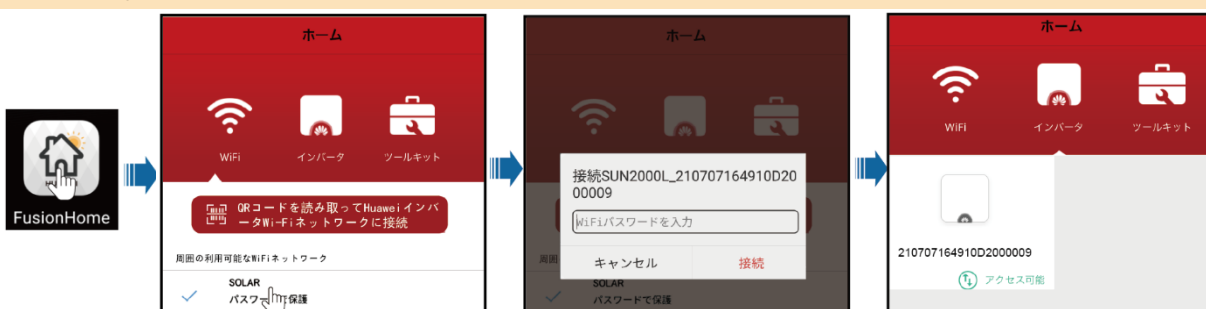 FusionHome
ホーム
WiFi
インバータ
ツールキット
QRコードを読み取ってHuaweiインバ
ータWi-Fiネットワークに接続
周囲の利用可能なWiFiネットワーク
SOLAR
パスワ で保護
ホーム
接続SUN2000L_210707164910D20
00009
WiFiパスワードを入力
キャンセル
接続
周囲
SOLAR
パスワードで保護
ホーム
WiFi
インバータ
ツールキット
210707164910D2000009
アクセス可能